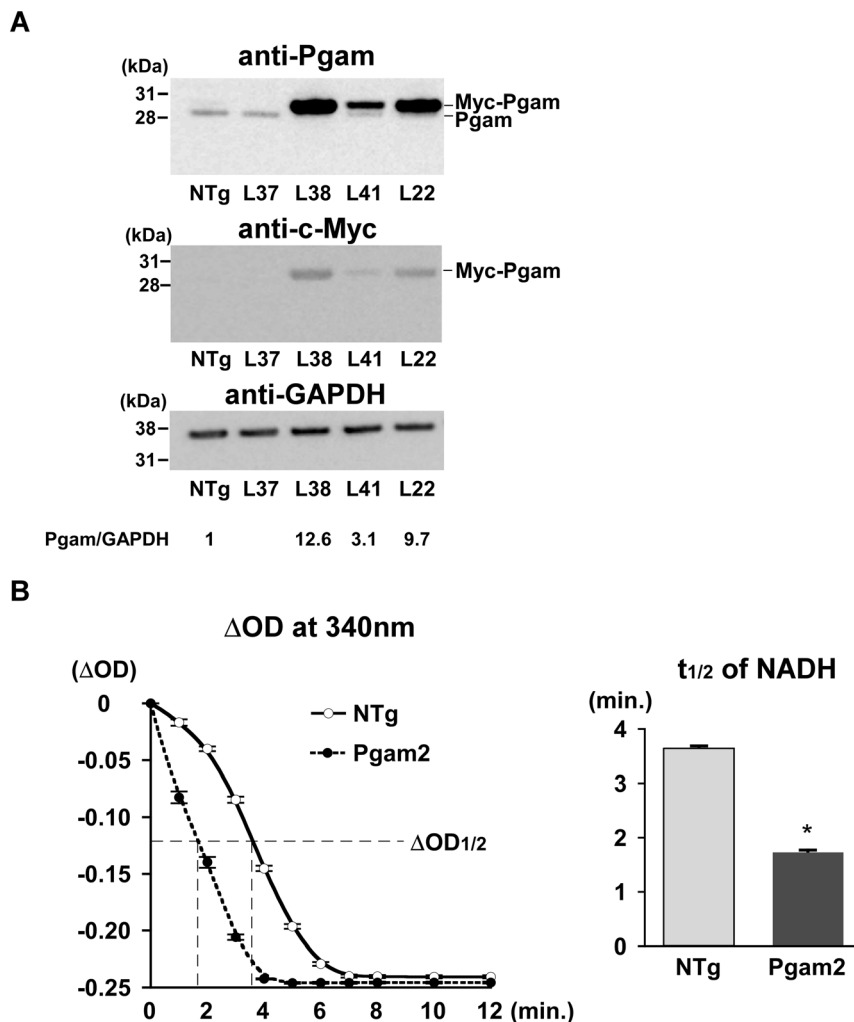 A
anti-Pgam
(kDa)
31
28
Myc-Pgam
Pgam
NTg L37 L38 L41 L22
anti-c-Myc
(kDa)
31
28
Myc-Pgam
NTg L37 L38 L41 L22
anti-GAPDH
(kDa)
38
31
NTg L37 L38 L41 L22
Pgam/GAPDH 1 12.6 3.1 9.7
B
ΔOD at 340nm
(ΔOD)
0
-0.05
-0.10
-0.15
-0.20
-0.25
NTg
Pgam2
ΔOD1/2
0 2 4 6 8 10 12 (min.)
t1/2 of NADH
(min.)
4
3
2
1
0
*
NTg Pgam2